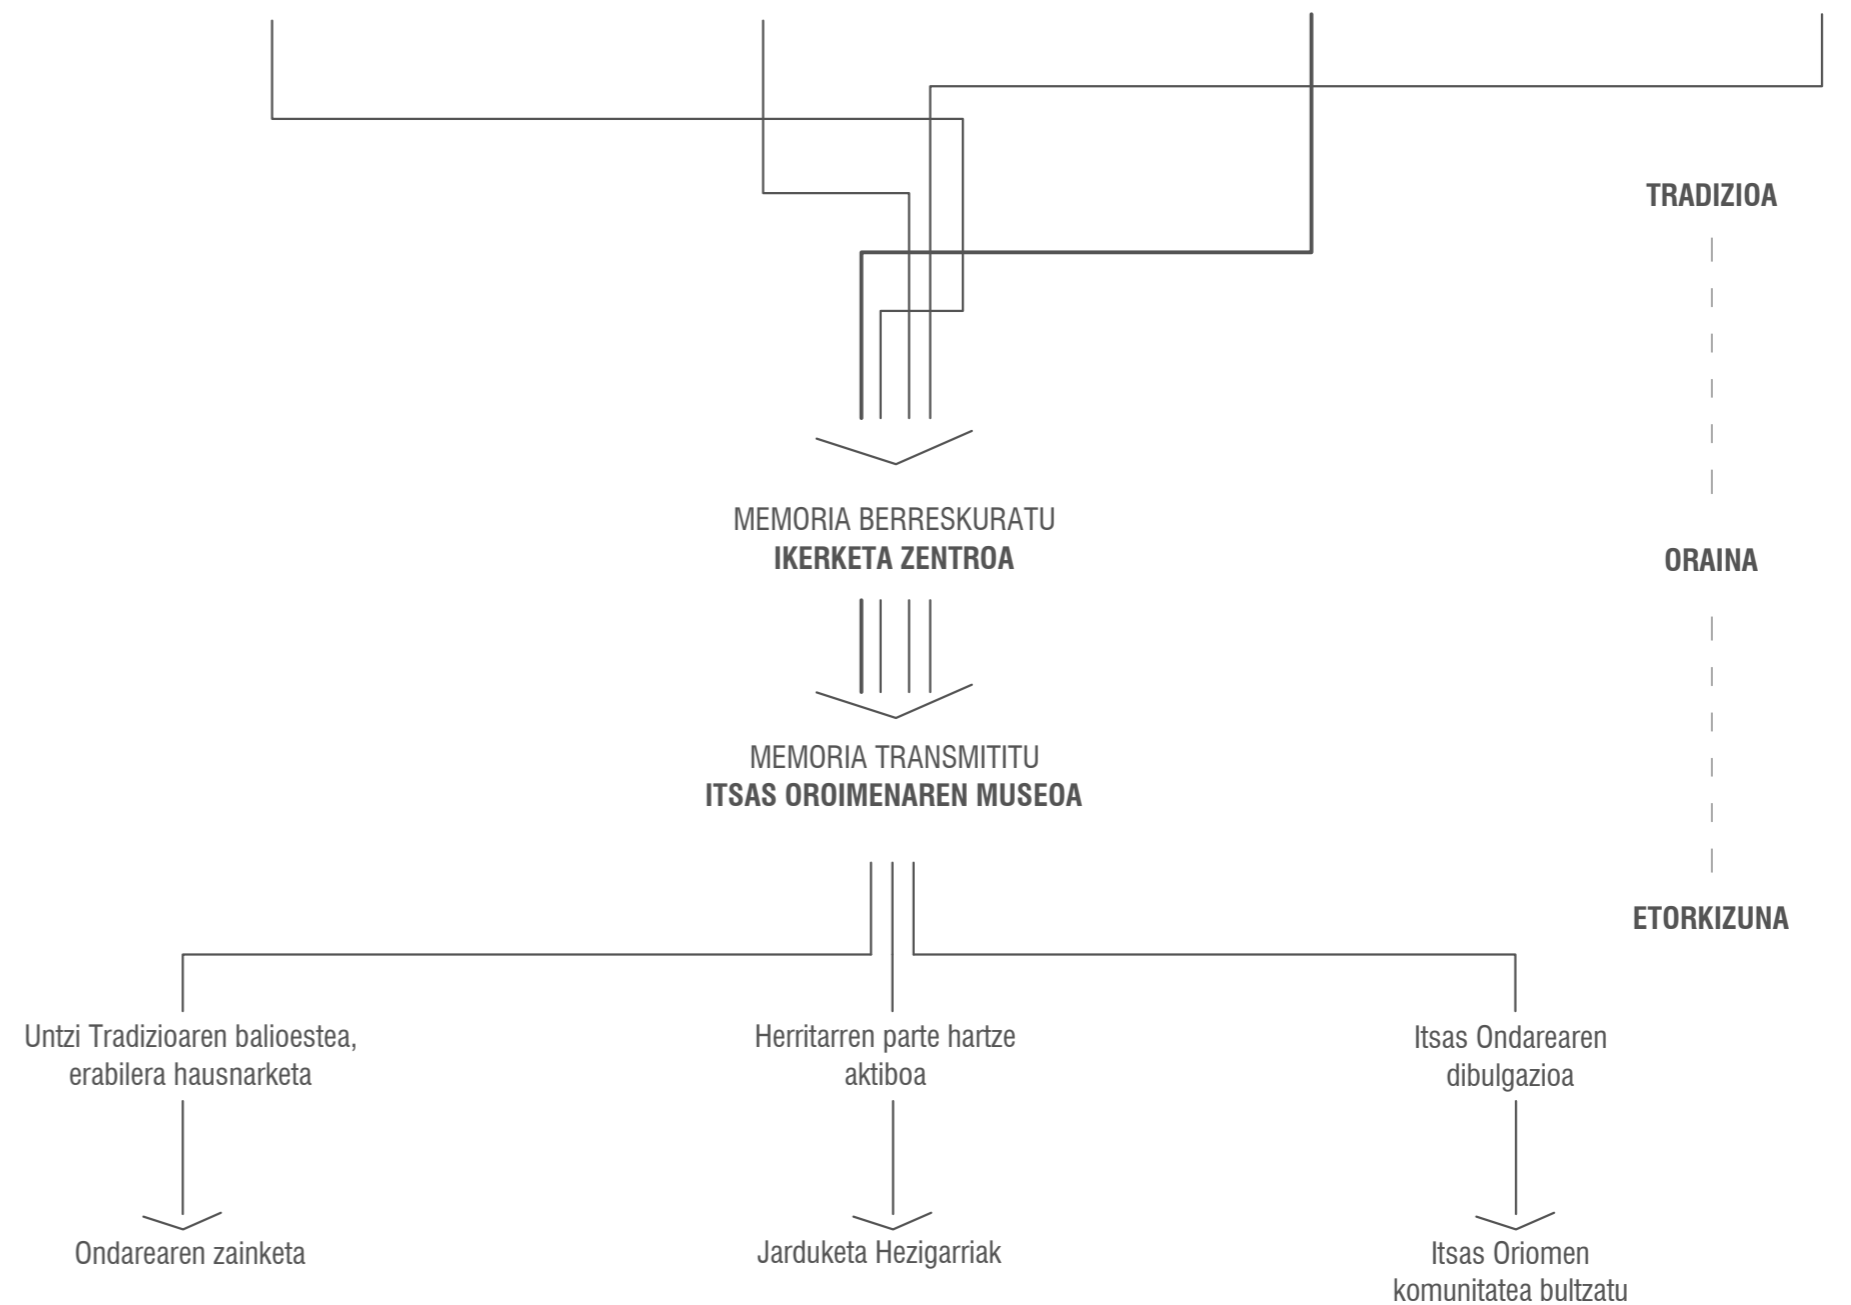 TRADIZIOA
MEMORIA BERRESKURATU
IKERKETA ZENTROA
ORAINA
MEMORIA TRANSMITITU
ITSAS OROIMENAREN MUSEOA
ETORKIZUNA
Untzi Tradizioaren balioestea,
erabilera hausnarketa
Herritarren parte hartze
aktiboa
Itsas Ondarearen
dibulgazioa
Ondarearen zainketa
Jarduketa Hezigarriak
Itsas Oriomen
komunitatea bultzatu